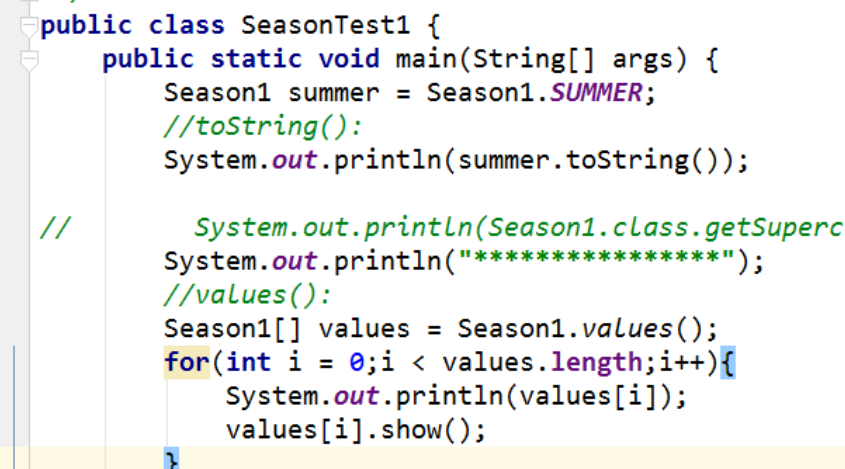 public class SeasonTest1 {
public static void main(String[] args) {
Season1 summer = Season1.SUMMER;
//toString():
System.out.println(summer.toString());
// System.out.println(Season1.class.getSuperc
System.out.println("****************");
//values():
Season1[] values = Season1.values();
for(int i = 0;i < values.length;i++){
System.out.println(values[i]);
values[i].show();
}